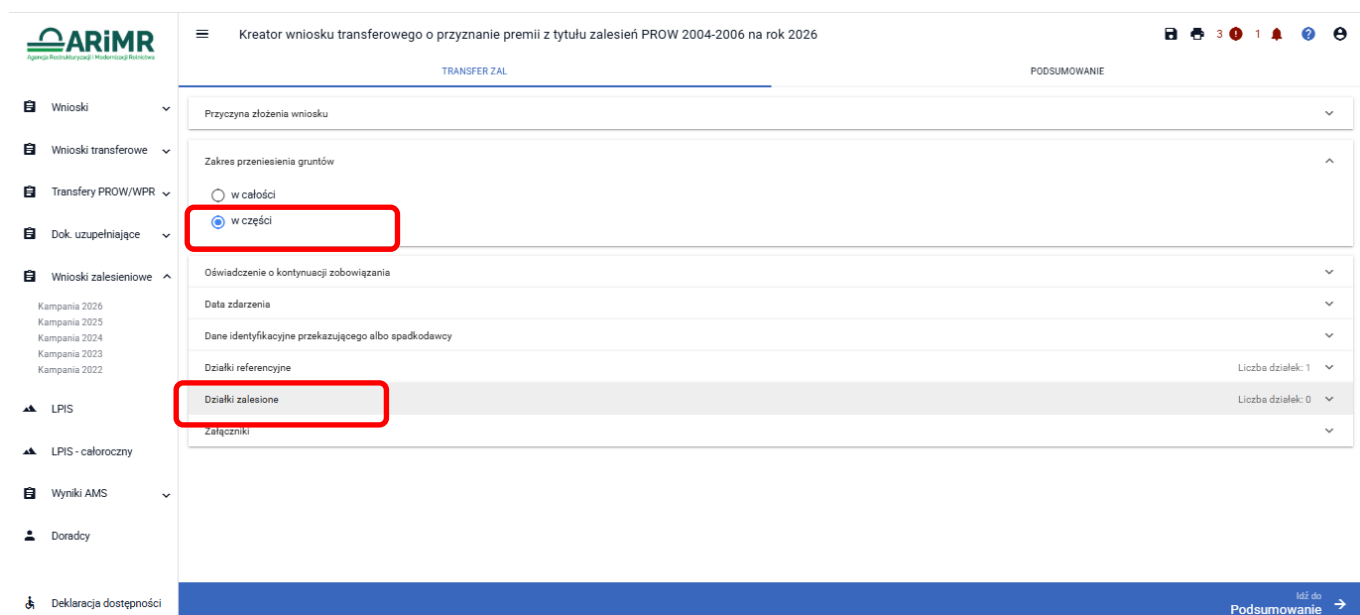 ARiMR
Agencja Restrukturyzacji i Modernizacji Rolnictwa
Kreator wniosku transferowego o przyznanie premii z tytułu zalesień PROW 2004-2006 na rok 2026
3
1
TRANSFER ZAL
PODSUMOWANIE
Wnioski
Wnioski transferowe
Transfery PROW/WPR
Dok. uzupełniające
Wnioski zalesieniowe
Kampania 2026
Kampania 2025
Kampania 2024
Kampania 2023
Kampania 2022
LPIS
LPIS - całoroczny
Wyniki AMS
Doradcy
Deklaracja dostępności
Przyczyna złożenia wniosku
Zakres przeniesienia gruntów
w całości
w części
Oświadczenie o kontynuacji zobowiązania
Data zdarzenia
Dane identyfikacyjne przekazującego albo spadkodawcy
Działki referencyjne
Liczba działek: 1
Działki zalesione
Liczba działek: 0
Załączniki
Idź do
Podsumowanie